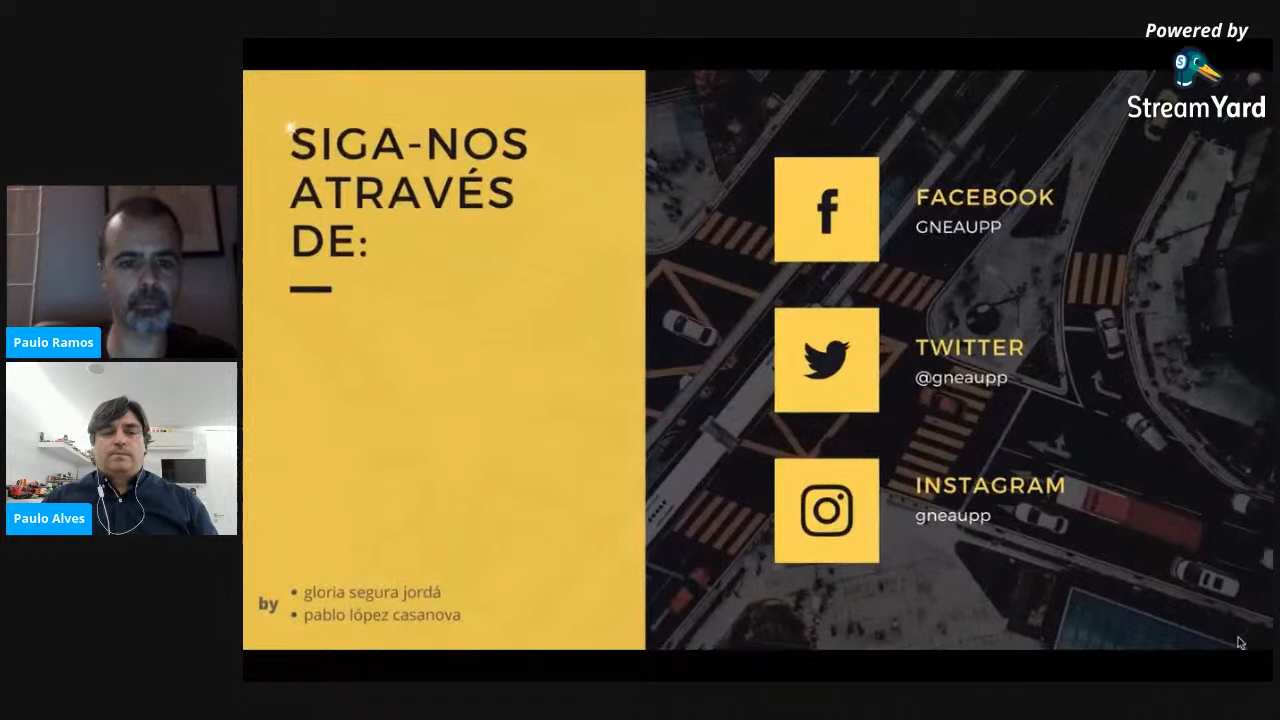 Powered by
StreamYard
SIGA-NOS
ATRAVÉS
DE:
FACEBOOK
GNEAUPP
TWITTER
@gneaupp
INSTAGRAM
gneaupp
by
• gloria segura jordá
• pablo lópez casanova
Paulo Ramos
Paulo Alves